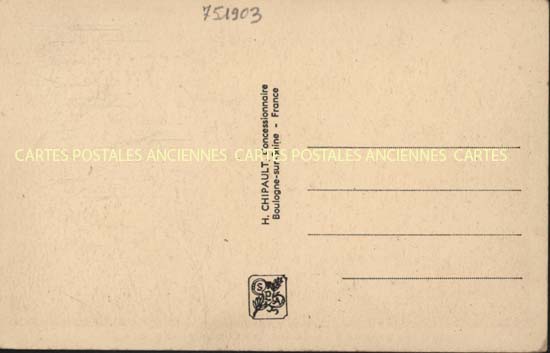 751903
CARTES POSTALES ANCIENNES CARTES POSTALES ANCIENNES CARTES
H. CHIPAULT, Concessionnaire
Boulogne-sur-Seine - France